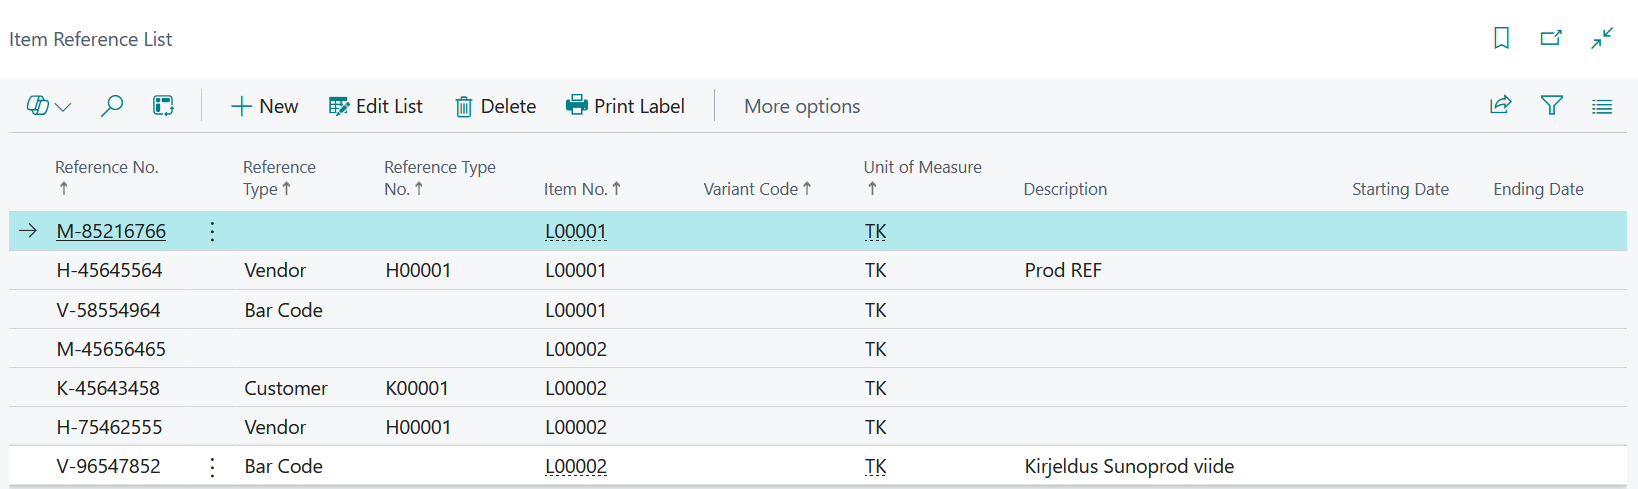 Item Reference List
New Edit List Delete Print Label More options
Reference No. ↑ Reference Type ↑ Reference Type No. ↑ Item No. ↑ Variant Code ↑ Unit of Measure ↑ Description Starting Date Ending Date
M-85216766 L00001 TK
H-45645564 Vendor H00001 L00001 TK Prod REF
V-58554964 Bar Code L00001 TK
M-45656465 L00002 TK
K-45643458 Customer K00001 L00002 TK
H-75462555 Vendor H00001 L00002 TK
V-96547852 Bar Code L00002 TK Kirjeldus Sunoprod viide